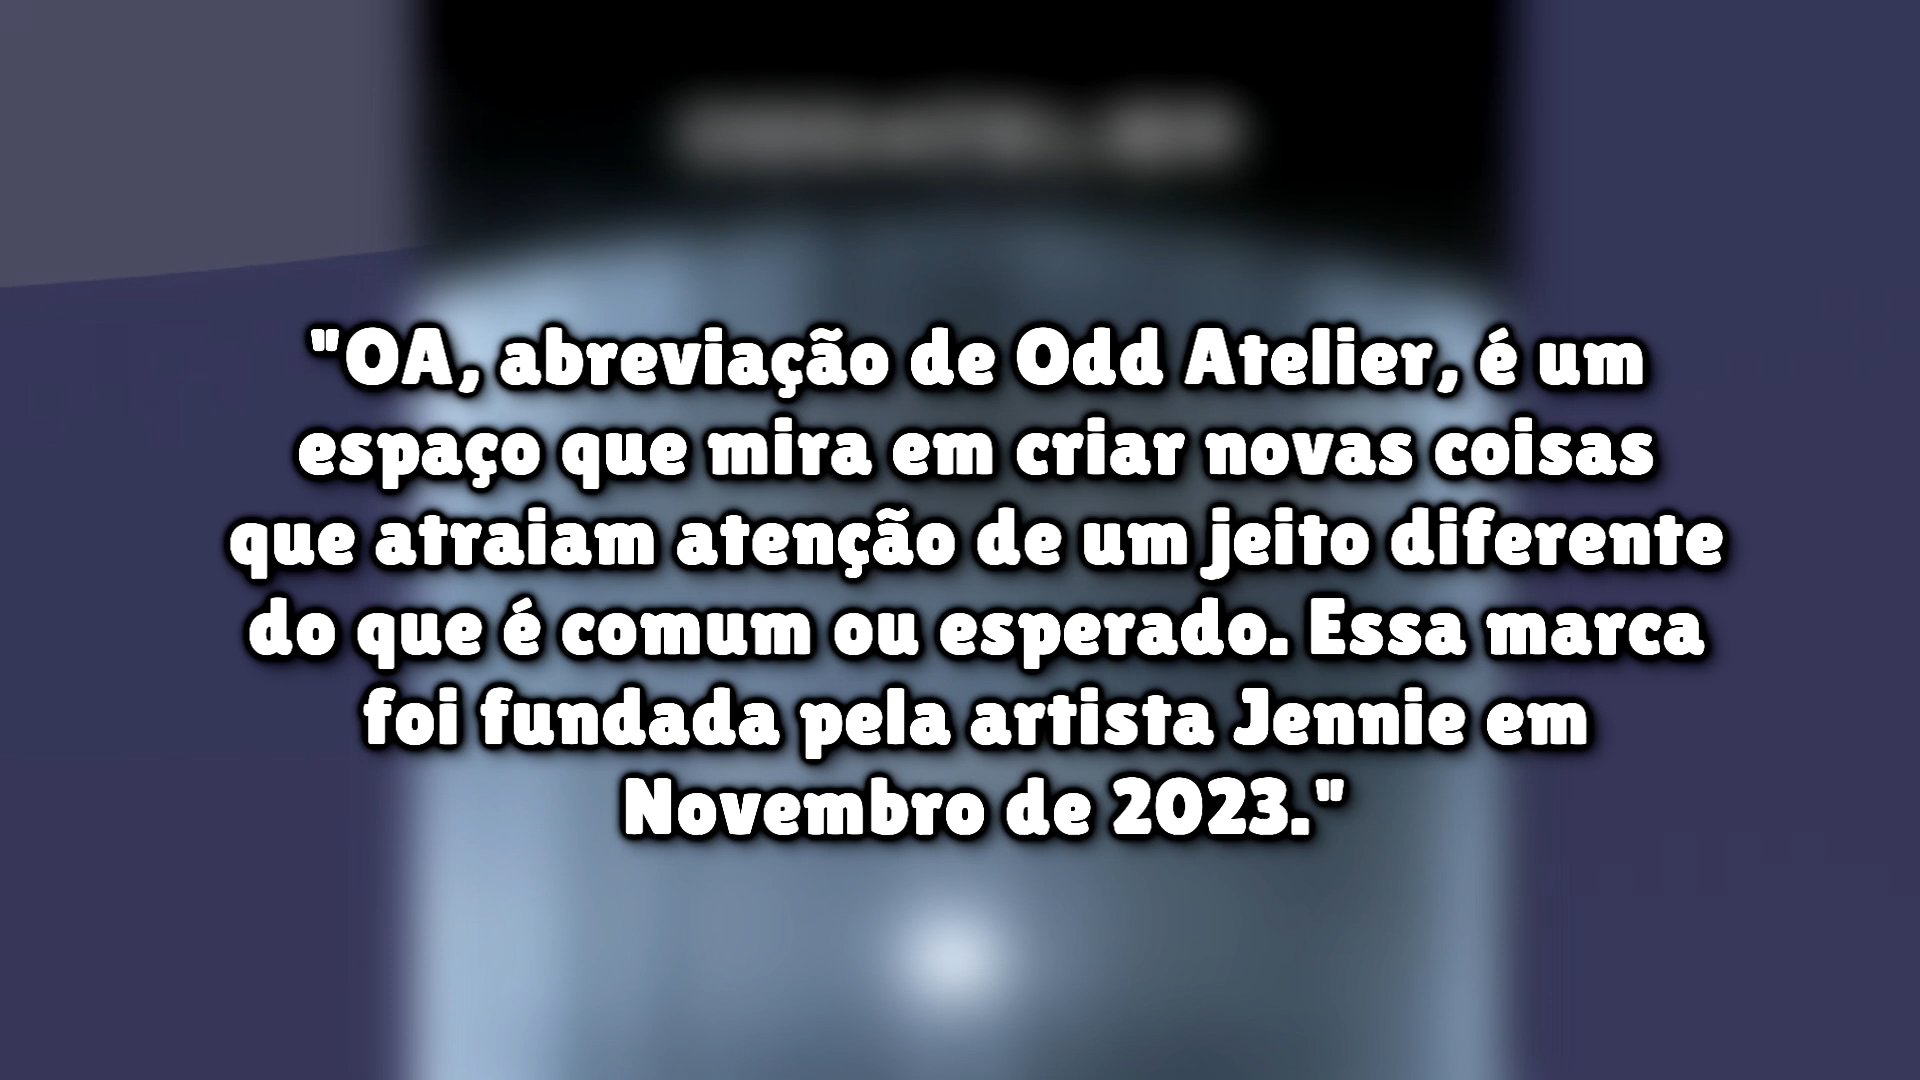 "OA, abreviação de Odd Atelier, é um
espaço que mira em criar novas coisas
que atraiam atenção de um jeito diferente
do que é comum ou esperado. Essa marca
foi fundada pela artista Jennie em
Novembro de 2023."